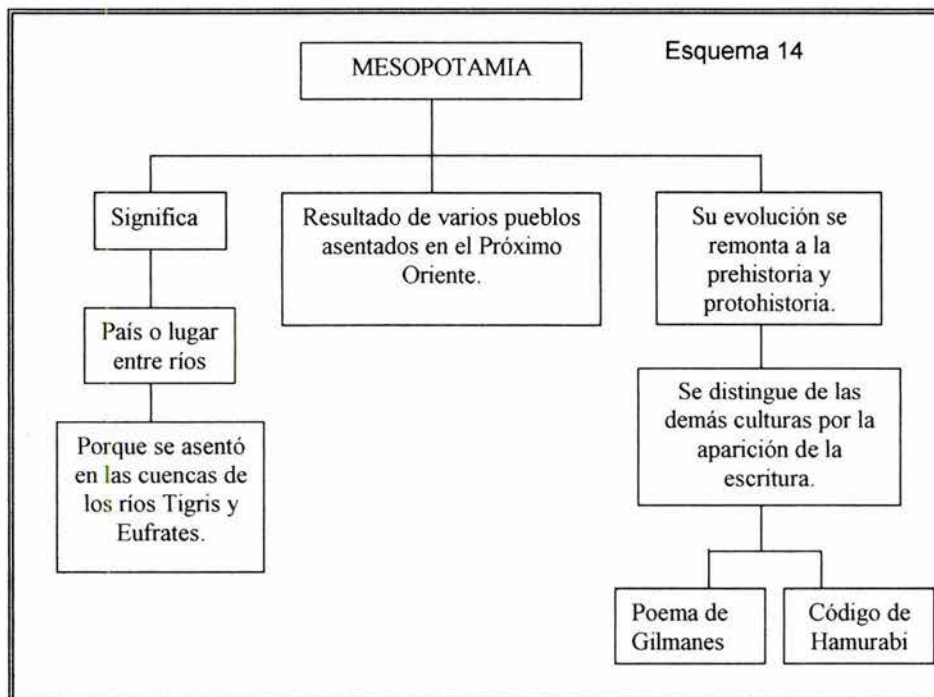 Esquema 14
MESOPOTAMIA
Significa
País o lugar
entre ríos
Porque se asentó
en las cuencas de
los ríos Tigris y
Eufrates.
Resultado de varios pueblos
asentados en el Próximo
Oriente.
Su evolución se
remonta a la
prehistoria y
protohistoria.
Se distingue de las
demás culturas por la
aparición de la
escritura.
Poema de
Gilmanes
Código de
Hamurabi